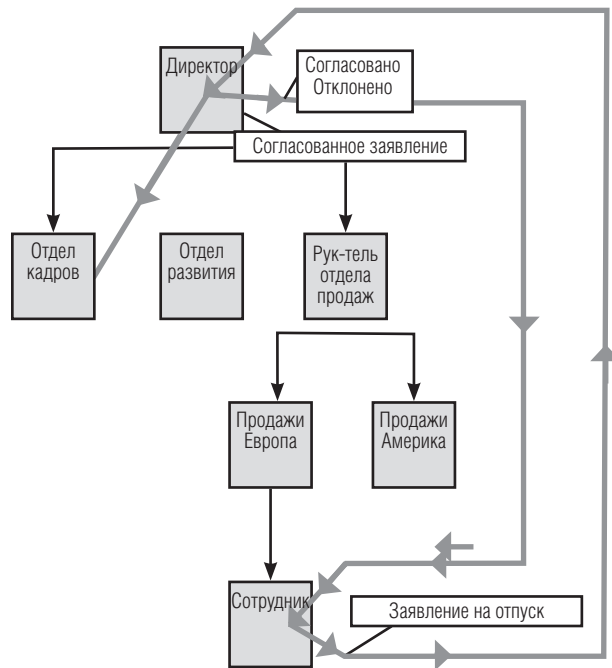 Директор
Согласовано
Отклонено
Согласованное заявление
Отдел
кадров
Отдел
развития
Рук-тель
отдела
продаж
Продажи
Европа
Продажи
Америка
Сотрудник
Заявление на отпуск